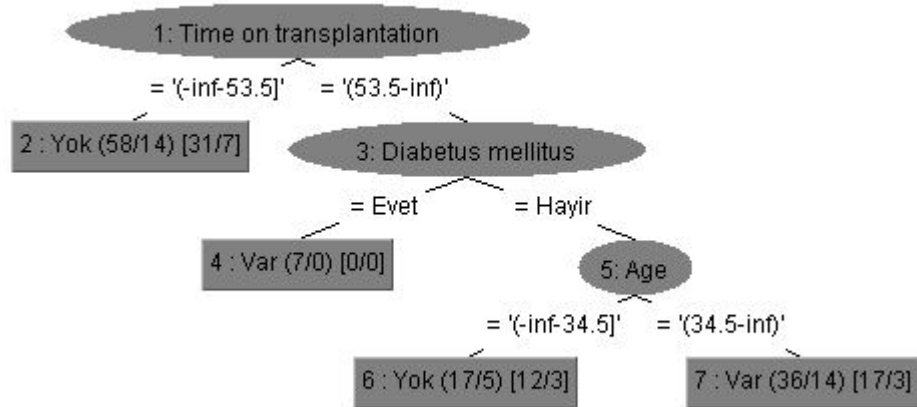 1: Time on transplantation
= '(-inf-53.5]' = '(53.5-inf)'
2 : Yok (58/14) [31/7]
3: Diabetus mellitus
= Evet = Hayir
4 : Var (7/0) [0/0]
5: Age
= '(-inf-34.5]' = '(34.5-inf)'
6 : Yok (17/5) [12/3] 7 : Var (36/14) [17/3]